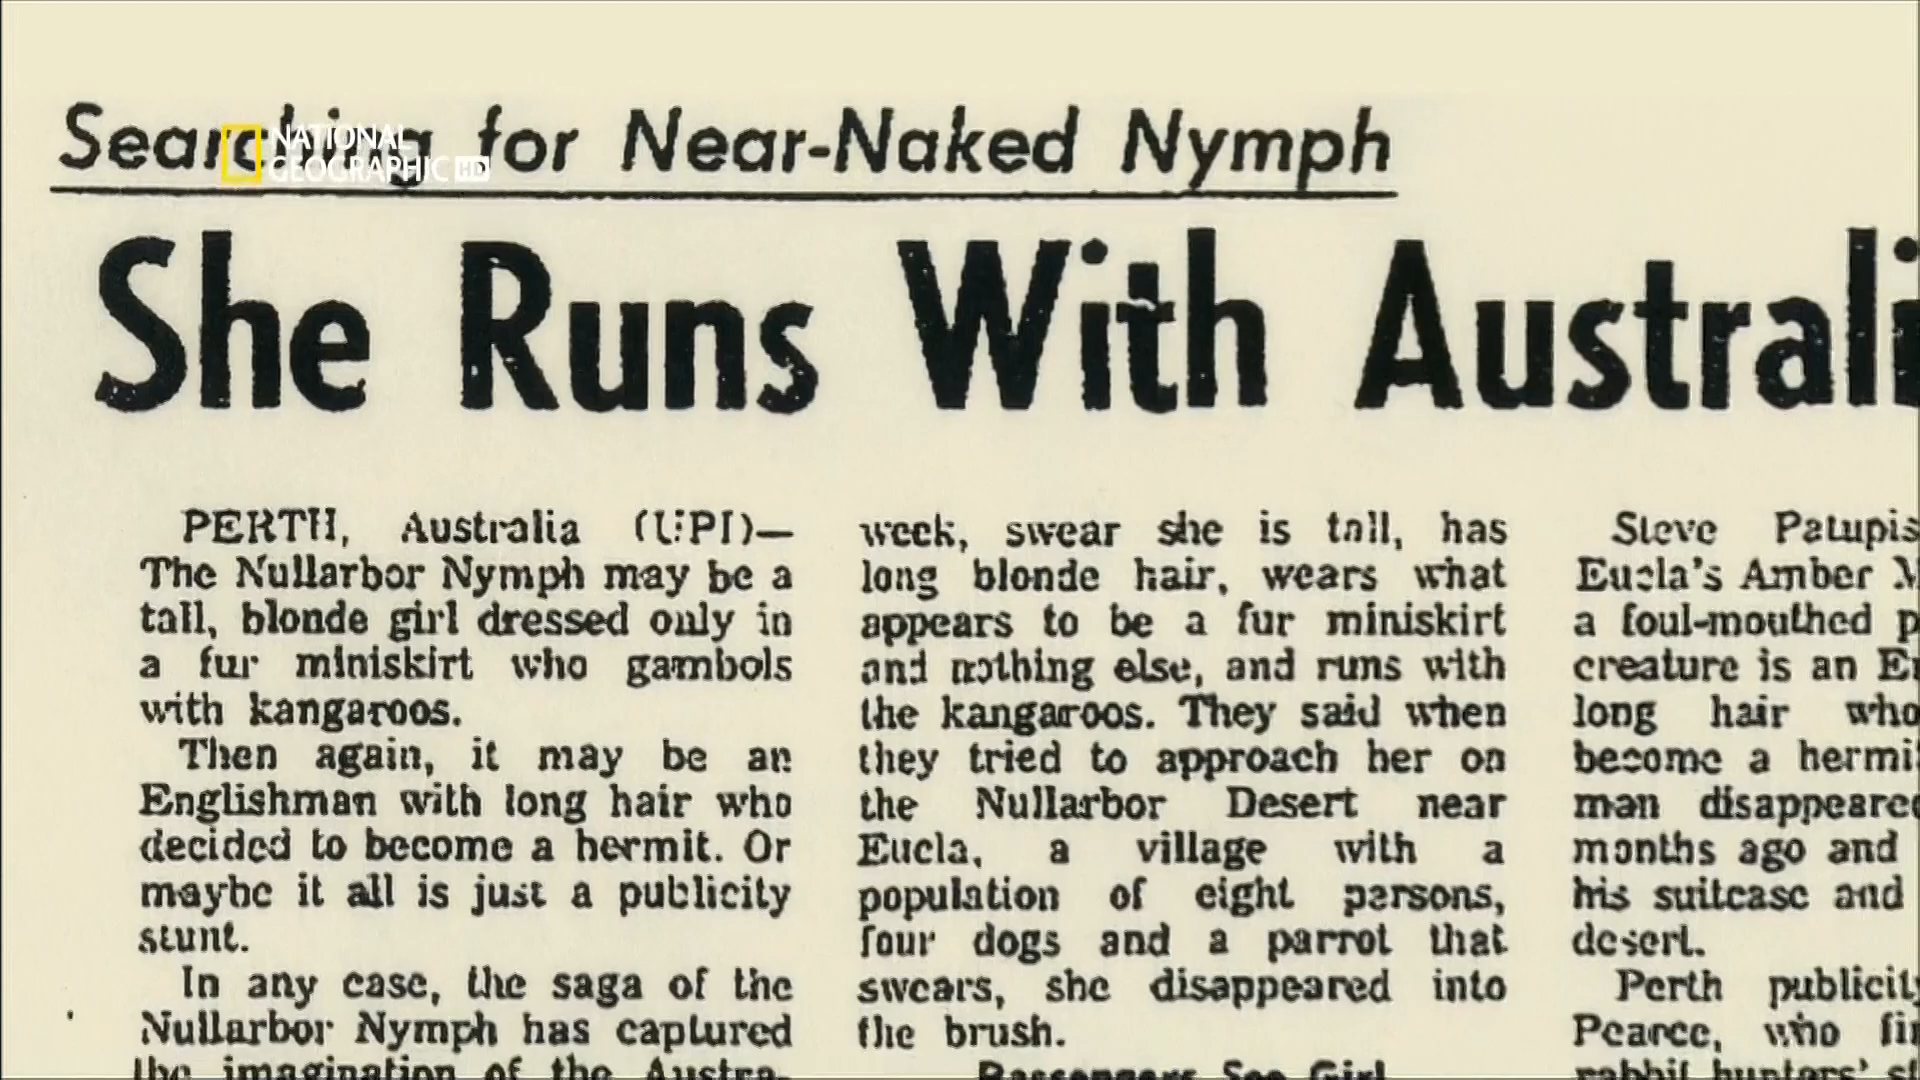 Searching for Near-Naked Nymph
NATIONAL
GEOGRAPHIC HD
She Runs With Australi
PERTH, Australia (UPI)—
The Nullarbor Nymph may be a
tall, blonde girl dressed only in
a fur miniskirt who gambols
with kangaroos.
Then again, it may be an
Englishman with long hair who
decided to become a hermit. Or
maybe it all is just a publicity
stunt.
In any case, the saga of the
Nullarbor Nymph has captured
the imagination of the Austra-
week, swear she is tall, has
long blonde hair, wears what
appears to be a fur miniskirt
and nothing else, and runs with
the kangaroos. They said when
they tried to approach her on
the Nullarbor Desert near
Eucla, a village with a
population of eight persons,
four dogs and a parrot that
swears, she disappeared into
the brush.
Passengers See Girl
Steve Patupis
Eucla's Amber M
a foul-mouthed p
creature is an En
long hair who
become a hermi
man disappeared
months ago and
his suitcase and
desert.
Perth publicity
Pearce, who fir
rabbit hunters' st